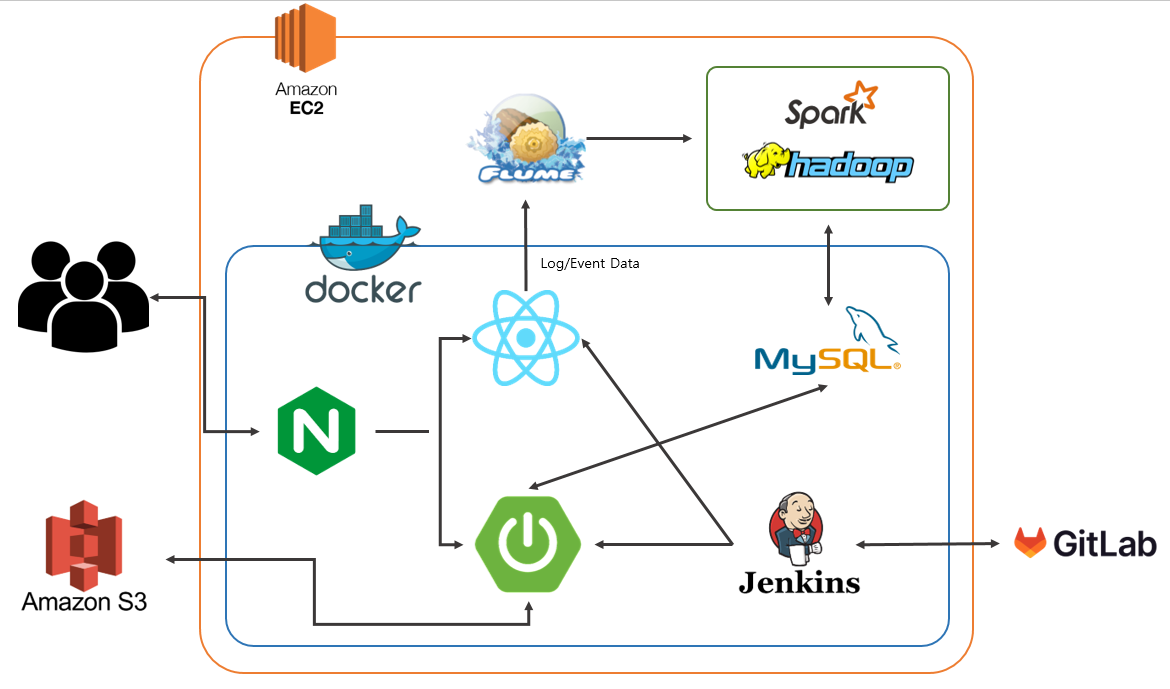 Amazon
EC2
Spark
FLUME
hadoop
docker
Log/Event Data
MySQL®
N
Jenkins
GitLab
Amazon S3